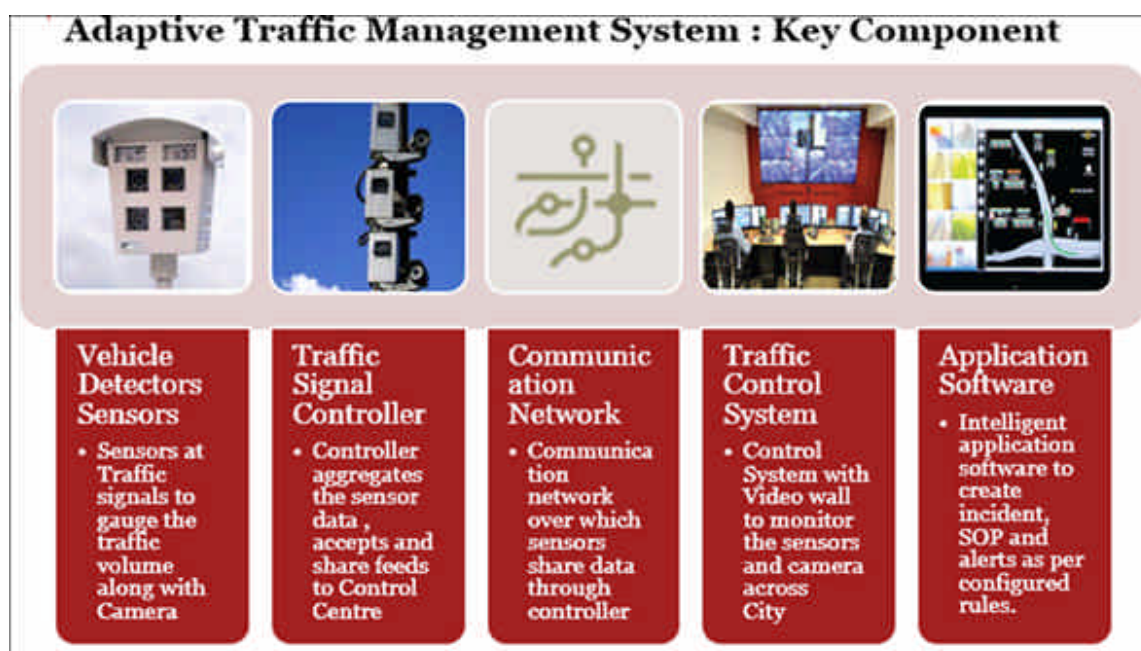 Adaptive Traffic Management System : Key Component
Vehicle
Detectors
Sensors
• Sensors at
Traffic
signals to
gauge the
traffic
volume
along with
Camera
Traffic
Signal
Controller
• Controller
aggregates
the sensor
data ,
accepts and
share feeds
to Control
Centre
Communic
ation
Network
• Communica
tion
network
over which
sensors
share data
through
controller
Traffic
Control
System
• Control
System with
Video wall
to monitor
the sensors
and camera
across
City
Application
Software
• Intelligent
application
software to
create
incident,
SOP and
alerts as per
configured
rules.